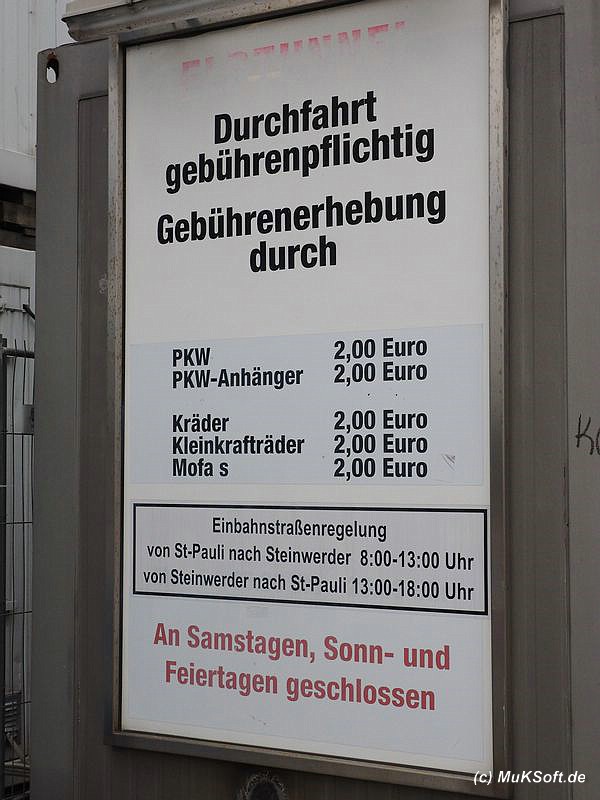 Durchfahrt
gebührenpflichtig
Gebührenerhebung
durch
PKW 2,00 Euro
PKW-Anhänger 2,00 Euro
Kräder 2,00 Euro
Kleinkrafträder 2,00 Euro
Mofa s 2,00 Euro
Einbahnstraßenregelung
von St-Pauli nach Steinwerder 8:00-13:00 Uhr
von Steinwerder nach St-Pauli 13:00-18:00 Uhr
An Samstagen, Sonn- und
Feiertagen geschlossen
(c) MuKSoft.de